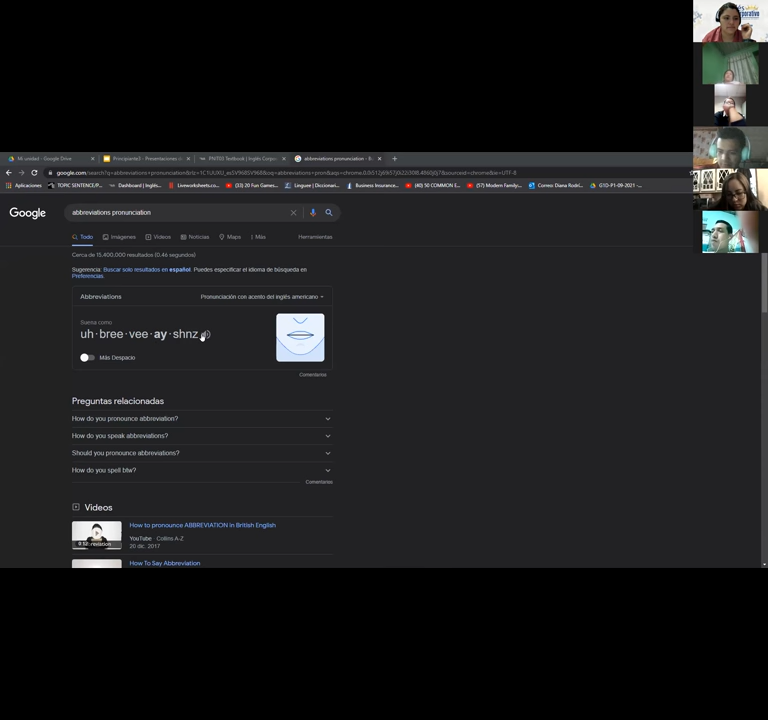 Mi unidad - Google Drive
Principiante3 - Presentaciones d
PNT03 Textbook | Inglés Corpor
abbreviations pronunciation - B
Aplicaciones
TOPIC SENTENCE/P...
Dashboard | Inglés...
Liveworksheets.co...
(33) 20 Fun Games...
Linguee | Diccionari...
Business Insurance...
(40) 50 COMMON E...
(57) Modern Family...
Correo: Diana Rodri...
G1D-P1-09-2021 -...
Google
abbreviations pronunciation
Todo
Imágenes
Videos
Noticias
Maps
Más
Herramientas
Cerca de 15,400,000 resultados (0.46 segundos)
Sugerencia: Buscar solo resultados en español. Puedes especificar el idioma de búsqueda en
Preferencias.
Abbreviations
Pronunciación con acento del inglés americano
Suena como
uh·bree·vee·ay·shnz
Más Despacio
Comentarios
Preguntas relacionadas
How do you pronounce abbreviation?
How do you speak abbreviations?
Should you pronounce abbreviations?
How do you spell btw?
Comentarios
Videos
How to pronounce ABBREVIATION in British English
YouTube · Collins A-Z
20 dic. 2017
How To Say Abbreviation